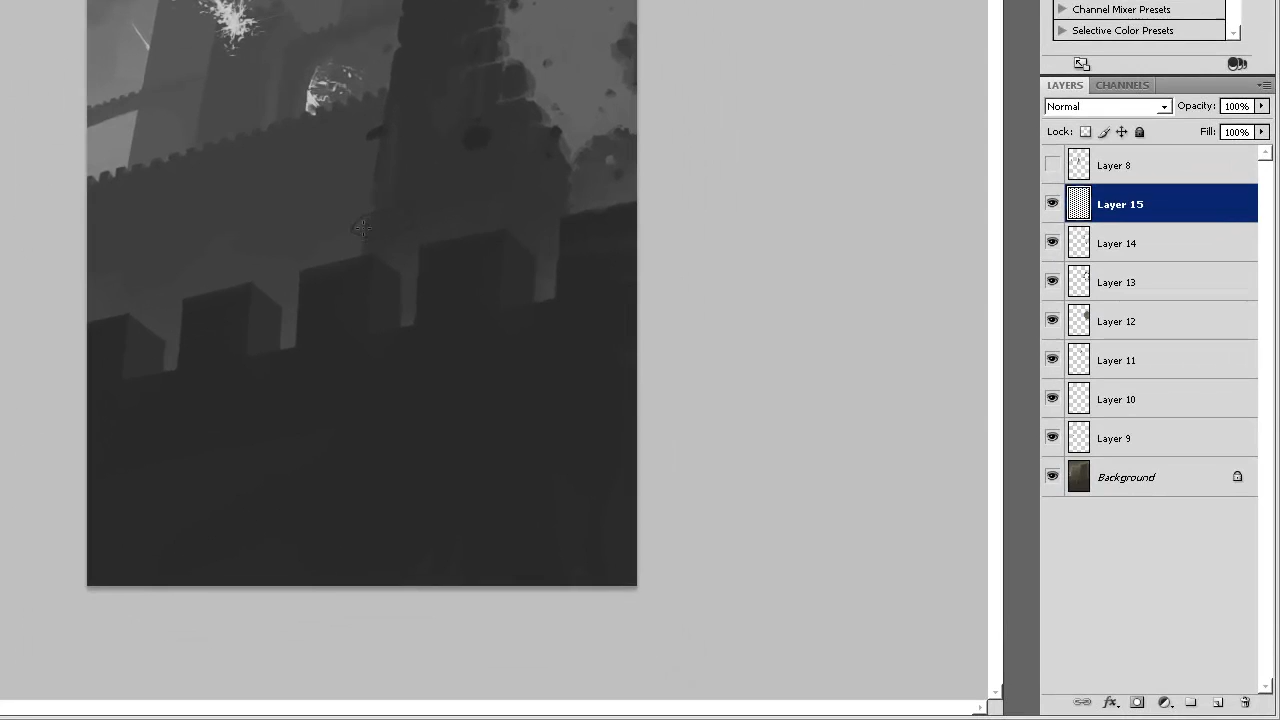 Channel Mixer Presets
Selective Color Presets
LAYERS CHANNELS
Normal Opacity: 100%
Lock: Fill: 100%
Layer 8
Layer 15
Layer 14
Layer 13
Layer 12
Layer 11
Layer 10
Layer 9
Background
fx.